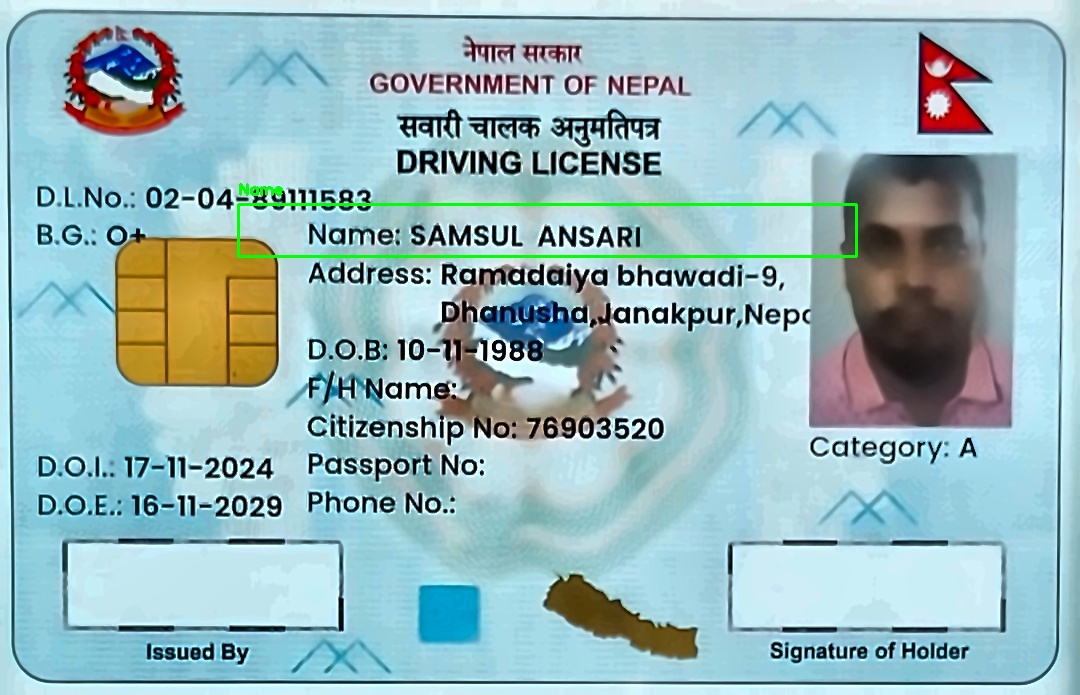 नेपाल सरकार
GOVERNMENT OF NEPAL
सवारी चालक अनुमतिपत्र
DRIVING LICENSE
Name
D.L.No.: 02-04-89111583
B.G.: O+
Name: SAMSUL ANSARI
Address: Ramadaiya bhawadi-9,
Dhanusha,Janakpur,Nepa
D.O.B: 10-11-1988
F/H Name:
Citizenship No: 76903520
Category: A
D.O.I.: 17-11-2024
Passport No:
D.O.E.: 16-11-2029
Phone No.:
Issued By
Signature of Holder